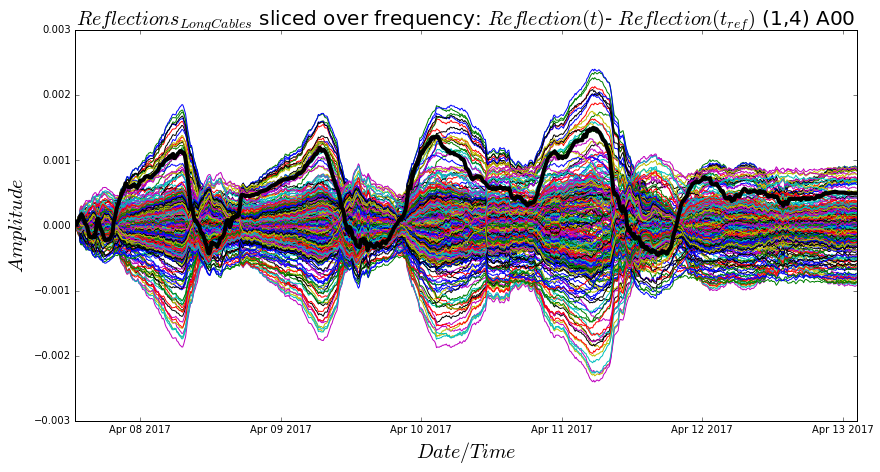 Reflections_LongCables sliced over frequency: Reflection(t)- Reflection(t_ref) (1,4) A00
0.003
0.002
0.001
0.000
−0.001
−0.002
−0.003
Amplitude
Apr 08 2017 Apr 09 2017 Apr 10 2017 Apr 11 2017 Apr 12 2017 Apr 13 2017
Date/Time